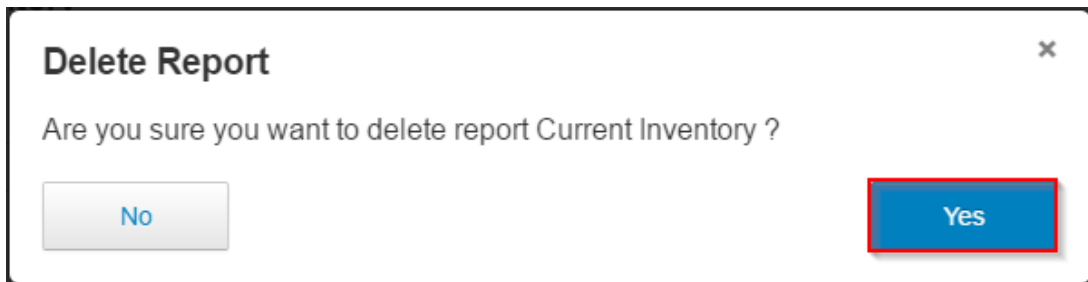 Delete Report
Are you sure you want to delete report Current Inventory ?
No
Yes